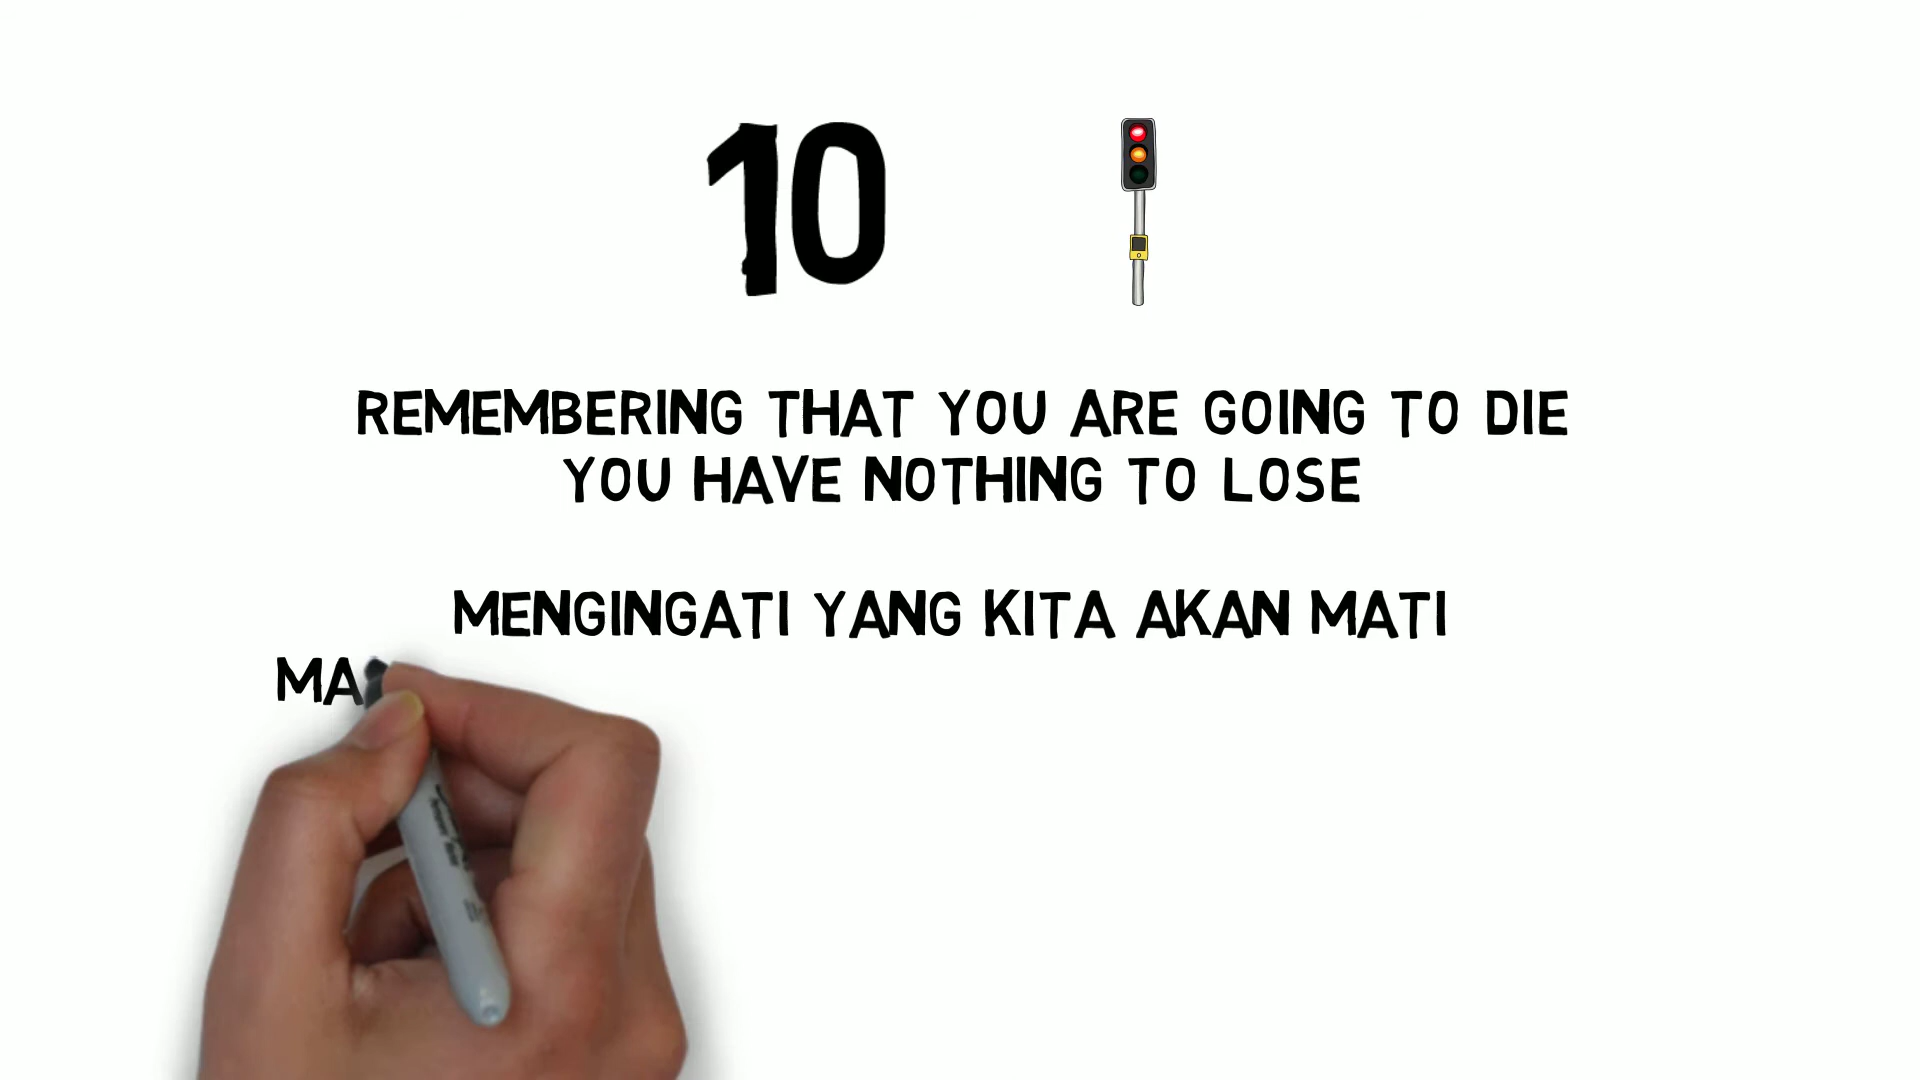 10
REMEMBERING THAT YOU ARE GOING TO DIE
YOU HAVE NOTHING TO LOSE
MENGINGATI YANG KITA AKAN MATI
MA